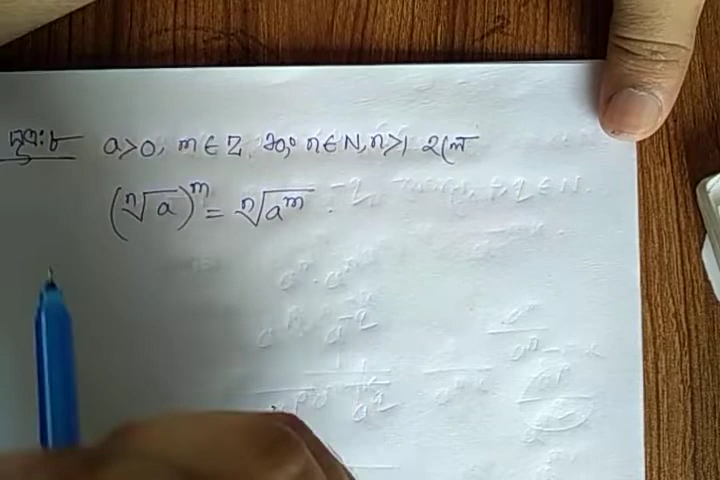 সূত্র: ৮ a>0, m ∈ Z এবং n ∈ N, n>1 হলে
(ⁿ√a)ᵐ = ⁿ√aᵐ.